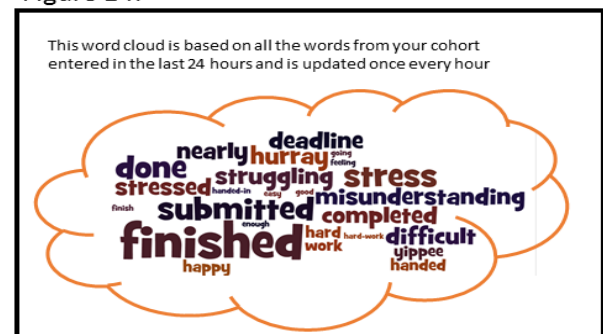 This word cloud is based on all the words from your cohort
entered in the last 24 hours and is updated once every hour
deadline
nearly hurray going
feeling
done
struggling stress
stressed handed-in easy good
misunderstanding
finish submitted
enough
completed
finished hard hard-work difficult
work
yippee
happy
handed